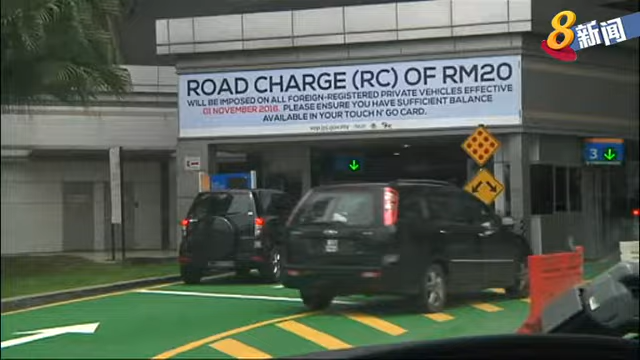 8新闻
ROAD CHARGE (RC) OF RM20
WILL BE IMPOSED ON ALL FOREIGN-REGISTERED PRIVATE VEHICLES EFFECTIVE
01 NOVEMBER 2016. PLEASE ENSURE YOU HAVE SUFFICIENT BALANCE
AVAILABLE IN YOUR TOUCH N' GO CARD.
3